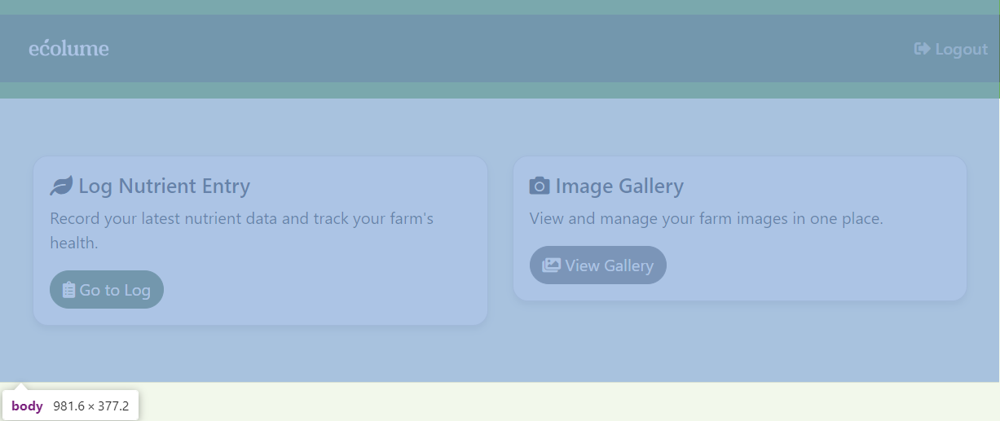 ećolume
Logout
Log Nutrient Entry
Record your latest nutrient data and track your farm's
health.
Go to Log
Image Gallery
View and manage your farm images in one place.
View Gallery
body 981.6 × 377.2